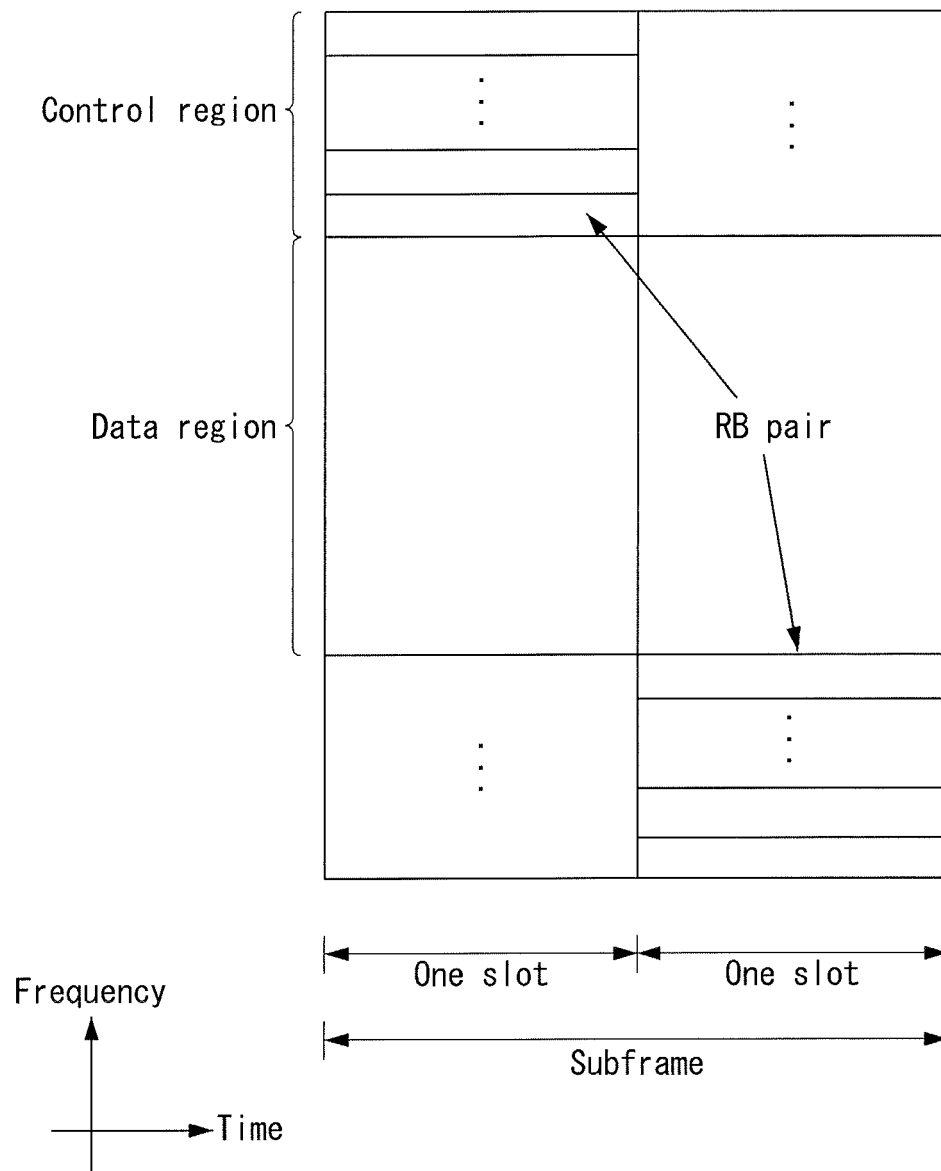 Control region
Data region
RB pair
One slot
One slot
Subframe
Frequency
Time